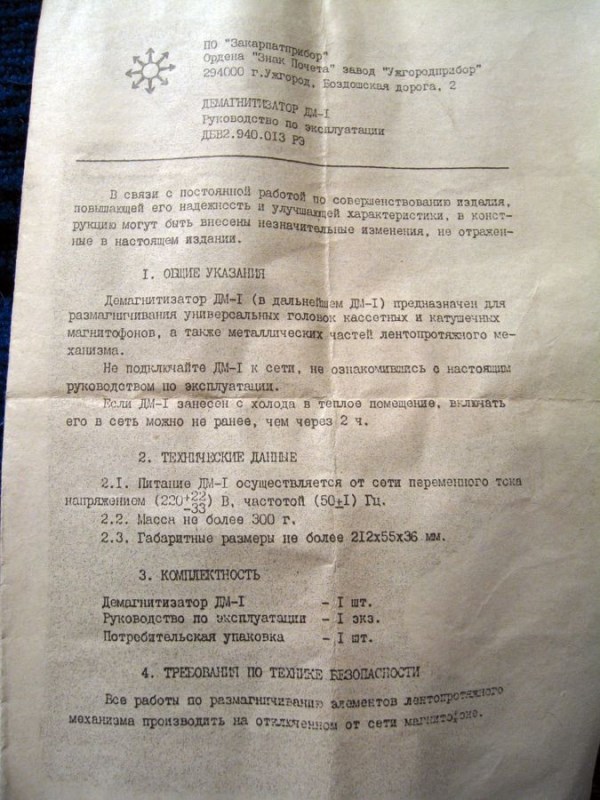 ПО "Закарпатприбор"
Ордена "Знак Почета" завод "Ужгородприбор"
294000 г.Ужгород, Боздошская дорога, 2
ДЕМАГНИТИЗАТОР ДМ-I
Руководство по эксплуатации
ДБВ2.940.013 РЭ
В связи с постоянной работой по совершенствованию изделия,
повышающей его надежность и улучшающей характеристики, в конст-
рукцию могут быть внесены незначительные изменения, не отражен-
ные в настоящем издании.
I. ОБЩИЕ УКАЗАНИЯ
Демагнитизатор ДМ-I (в дальнейшем ДМ-I) предназначен для
размагничивания универсальных головок кассетных и катушечных
магнитофонов, а также металлических частей лентопротяжного ме-
ханизма.
Не подключайте ДМ-I к сети, не ознакомившись с настоящим
руководством по эксплуатации.
Если ДМ-I занесен с холода в теплое помещение, включать
его в сеть можно не ранее, чем через 2 ч.
2. ТЕХНИЧЕСКИЕ ДАННЫЕ
2.I. Питание ДМ-I осуществляется от сети переменного тока
напряжением (220+22 -33) В, частотой (50±I) Гц.
2.2. Масса не более 300 г.
2.3. Габаритные размеры не более 2I2х55х36 мм.
3. КОМПЛЕКТНОСТЬ
Демагнитизатор ДМ-I - I шт.
Руководство по эксплуатации - I экз.
Потребительская упаковка - I шт.
4. ТРЕБОВАНИЯ ПО ТЕХНИКЕ БЕЗОПАСНОСТИ
Все работы по размагничиванию элементов лентопротяжного
механизма производить на отключенном от сети магнитофоне.